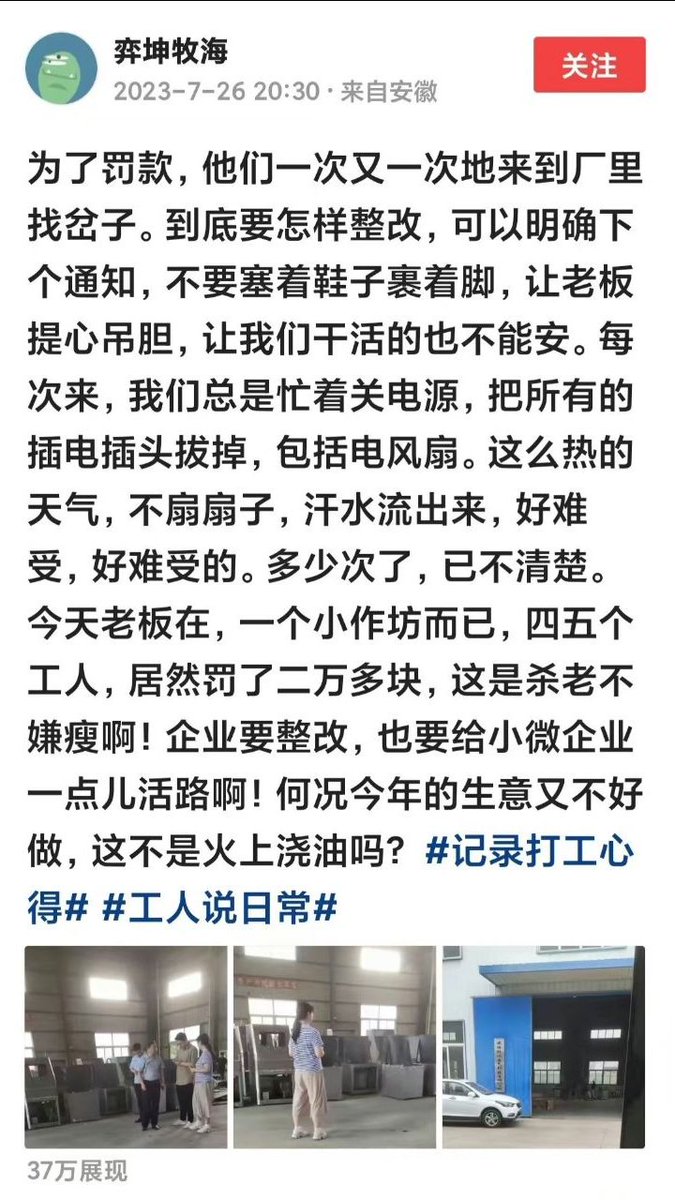 弈坤牧海
2023-7-26 20:30 · 来自安徽
关注
为了罚款，他们一次又一次地来到厂里
找岔子。到底要怎样整改，可以明确下
个通知，不要塞着鞋子裹着脚，让老板
提心吊胆，让我们干活的也不能安。每
次来，我们总是忙着关电源，把所有的
插电插头拔掉，包括电风扇。这么热的
天气，不扇扇子，汗水流出来，好难
受，好难受的。多少次了，已不清楚。
今天老板在，一个小作坊而已，四五个
工人，居然罚了二万多块，这是杀老不
嫌瘦啊！企业要整改，也要给小微企业
一点儿活路啊！何况今年的生意又不好
做，这不是火上浇油吗？#记录打工心
得# #工人说日常#
37万展现